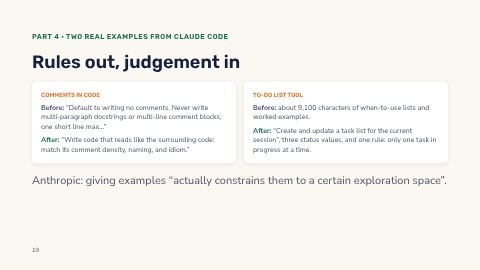 PART 4 • TWO REAL EXAMPLES FROM CLAUDE CODE
Rules out, judgement in
COMMENTS IN CODE
Before: “Default to writing no comments. Never write
multi-paragraph docstrings or multi-line comment blocks,
one short line max...”
After: “Write code that reads like the surrounding code:
match its comment density, naming, and idiom.”
TO-DO LIST TOOL
Before: about 9,100 characters of when-to-use lists and
worked examples.
After: “Create and update a task list for the current
session”, three status values, and one rule: only one task in
progress at a time.
Anthropic: giving examples “actually constrains them to a certain exploration space”.
19